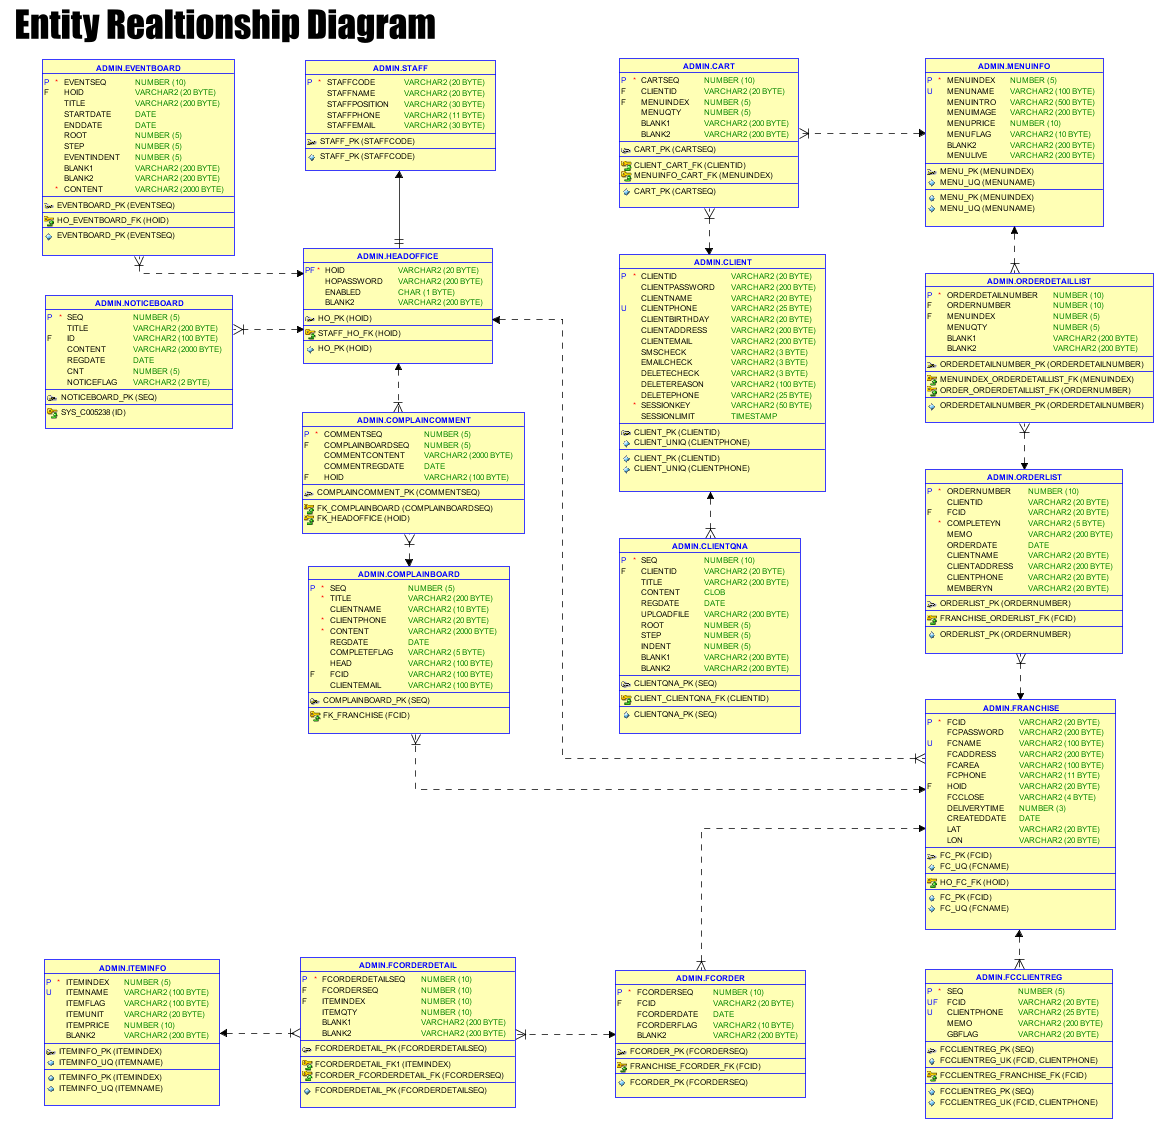 Entity Realtionship Diagram
ADMIN.EVENTBOARD
P * EVENTSEQ NUMBER (10)
F HOID VARCHAR2 (20 BYTE)
TITLE VARCHAR2 (200 BYTE)
STARTDATE DATE
ENDDATE DATE
ROOT NUMBER (5)
STEP NUMBER (5)
EVENTINDENT NUMBER (5)
BLANK1 VARCHAR2 (200 BYTE)
BLANK2 VARCHAR2 (200 BYTE)
* CONTENT VARCHAR2 (2000 BYTE)
EVENTBOARD_PK (EVENTSEQ)
HO_EVENTBOARD_FK (HOID)
EVENTBOARD_PK (EVENTSEQ)
ADMIN.STAFF
P * STAFFCODE VARCHAR2 (20 BYTE)
STAFFNAME VARCHAR2 (20 BYTE)
STAFFPOSITION VARCHAR2 (30 BYTE)
STAFFPHONE VARCHAR2 (11 BYTE)
STAFFEMAIL VARCHAR2 (30 BYTE)
STAFF_PK (STAFFCODE)
STAFF_PK (STAFFCODE)
ADMIN.CART
P * CARTSEQ NUMBER (10)
F CLIENTID VARCHAR2 (20 BYTE)
F MENUINDEX NUMBER (5)
MENUQTY NUMBER (5)
BLANK1 VARCHAR2 (200 BYTE)
BLANK2 VARCHAR2 (200 BYTE)
CART_PK (CARTSEQ)
CLIENT_CART_FK (CLIENTID)
MENUINFO_CART_FK (MENUINDEX)
CART_PK (CARTSEQ)
ADMIN.MENUINFO
P * MENUINDEX NUMBER (5)
U MENUNAME VARCHAR2 (100 BYTE)
MENUINTRO VARCHAR2 (500 BYTE)
MENUIMAGE VARCHAR2 (200 BYTE)
MENUPRICE NUMBER (10)
MENUFLAG VARCHAR2 (10 BYTE)
BLANK2 VARCHAR2 (200 BYTE)
MENULIVE VARCHAR2 (200 BYTE)
MENU_PK (MENUINDEX)
MENU_UQ (MENUNAME)
MENU_PK (MENUINDEX)
MENU_UQ (MENUNAME)
ADMIN.HEADOFFICE
PF * HOID VARCHAR2 (20 BYTE)
HOPASSWORD VARCHAR2 (200 BYTE)
ENABLED CHAR (1 BYTE)
BLANK2 VARCHAR2 (200 BYTE)
HO_PK (HOID)
STAFF_HO_FK (HOID)
HO_PK (HOID)
ADMIN.NOTICEBOARD
P * SEQ NUMBER (5)
TITLE VARCHAR2 (200 BYTE)
F ID VARCHAR2 (100 BYTE)
CONTENT VARCHAR2 (2000 BYTE)
REGDATE DATE
CNT NUMBER (5)
NOTICEFLAG VARCHAR2 (2 BYTE)
NOTICEBOARD_PK (SEQ)
SYS_C005238 (ID)
ADMIN.CLIENT
P * CLIENTID VARCHAR2 (20 BYTE)
CLIENTPASSWORD VARCHAR2 (200 BYTE)
CLIENTNAME VARCHAR2 (20 BYTE)
U CLIENTPHONE VARCHAR2 (25 BYTE)
CLIENTBIRTHDAY VARCHAR2 (20 BYTE)
CLIENTADDRESS VARCHAR2 (200 BYTE)
CLIENTEMAIL VARCHAR2 (200 BYTE)
SMSCHECK VARCHAR2 (3 BYTE)
EMAILCHECK VARCHAR2 (3 BYTE)
DELETECHECK VARCHAR2 (3 BYTE)
DELETEREASON VARCHAR2 (100 BYTE)
DELETEPHONE VARCHAR2 (25 BYTE)
* SESSIONKEY VARCHAR2 (50 BYTE)
SESSIONLIMIT TIMESTAMP
CLIENT_PK (CLIENTID)
CLIENT_UNIQ (CLIENTPHONE)
CLIENT_PK (CLIENTID)
CLIENT_UNIQ (CLIENTPHONE)
ADMIN.ORDERDETAILLIST
P * ORDERDETAILNUMBER NUMBER (10)
F ORDERNUMBER NUMBER (10)
F MENUINDEX NUMBER (5)
MENUQTY NUMBER (5)
BLANK1 VARCHAR2 (200 BYTE)
BLANK2 VARCHAR2 (200 BYTE)
ORDERDETAILNUMBER_PK (ORDERDETAILNUMBER)
MENUINDEX_ORDERDETAILLIST_FK (MENUINDEX)
ORDER_ORDERDETAILLIST_FK (ORDERNUMBER)
ORDERDETAILNUMBER_PK (ORDERDETAILNUMBER)
ADMIN.COMPLAINCOMMENT
P * COMMENTSEQ NUMBER (5)
F COMPLAINBOARDSEQ NUMBER (5)
COMMENTCONTENT VARCHAR2 (2000 BYTE)
COMMENTREGDATE DATE
F HOID VARCHAR2 (100 BYTE)
COMPLAINCOMMENT_PK (COMMENTSEQ)
FK_COMPLAINBOARD (COMPLAINBOARDSEQ)
FK_HEADOFFICE (HOID)
ADMIN.ORDERLIST
P * ORDERNUMBER NUMBER (10)
CLIENTID VARCHAR2 (20 BYTE)
F FCID VARCHAR2 (20 BYTE)
* COMPLETEYN VARCHAR2 (5 BYTE)
MEMO VARCHAR2 (200 BYTE)
ORDERDATE DATE
CLIENTNAME VARCHAR2 (20 BYTE)
CLIENTADDRESS VARCHAR2 (200 BYTE)
CLIENTPHONE VARCHAR2 (20 BYTE)
MEMBERYN VARCHAR2 (20 BYTE)
ORDERLIST_PK (ORDERNUMBER)
FRANCHISE_ORDERLIST_FK (FCID)
ORDERLIST_PK (ORDERNUMBER)
ADMIN.COMPLAINBOARD
P * SEQ NUMBER (5)
* TITLE VARCHAR2 (200 BYTE)
CLIENTNAME VARCHAR2 (10 BYTE)
* CLIENTPHONE VARCHAR2 (20 BYTE)
* CONTENT VARCHAR2 (2000 BYTE)
REGDATE DATE
COMPLETEFLAG VARCHAR2 (5 BYTE)
HEAD VARCHAR2 (100 BYTE)
F FCID VARCHAR2 (100 BYTE)
CLIENTEMAIL VARCHAR2 (100 BYTE)
COMPLAINBOARD_PK (SEQ)
FK_FRANCHISE (FCID)
ADMIN.CLIENTQNA
P * SEQ NUMBER (10)
F CLIENTID VARCHAR2 (20 BYTE)
TITLE VARCHAR2 (200 BYTE)
CONTENT CLOB
REGDATE DATE
UPLOADFILE VARCHAR2 (200 BYTE)
ROOT NUMBER (5)
STEP NUMBER (5)
INDENT NUMBER (5)
BLANK1 VARCHAR2 (200 BYTE)
BLANK2 VARCHAR2 (200 BYTE)
CLIENTQNA_PK (SEQ)
CLIENT_CLIENTQNA_FK (CLIENTID)
CLIENTQNA_PK (SEQ)
ADMIN.FRANCHISE
P * FCID VARCHAR2 (20 BYTE)
FCPASSWORD VARCHAR2 (200 BYTE)
U FCNAME VARCHAR2 (100 BYTE)
FCADDRESS VARCHAR2 (200 BYTE)
FCAREA VARCHAR2 (100 BYTE)
FCPHONE VARCHAR2 (11 BYTE)
F HOID VARCHAR2 (20 BYTE)
FCCLOSE VARCHAR2 (4 BYTE)
DELIVERYTIME NUMBER (3)
CREATEDDATE DATE
LAT VARCHAR2 (20 BYTE)
LON VARCHAR2 (20 BYTE)
FC_PK (FCID)
FC_UQ (FCNAME)
HO_FC_FK (HOID)
FC_PK (FCID)
FC_UQ (FCNAME)
ADMIN.ITEMINFO
P * ITEMINDEX NUMBER (5)
U ITEMNAME VARCHAR2 (100 BYTE)
ITEMFLAG VARCHAR2 (100 BYTE)
ITEMUNIT VARCHAR2 (20 BYTE)
ITEMPRICE NUMBER (10)
BLANK2 VARCHAR2 (200 BYTE)
ITEMINFO_PK (ITEMINDEX)
ITEMINFO_UQ (ITEMNAME)
ITEMINFO_PK (ITEMINDEX)
ITEMINFO_UQ (ITEMNAME)
ADMIN.FCORDERDETAIL
P * FCORDERDETAILSEQ NUMBER (10)
F FCORDERSEQ NUMBER (10)
F ITEMINDEX NUMBER (10)
ITEMQTY NUMBER (10)
BLANK1 VARCHAR2 (200 BYTE)
BLANK2 VARCHAR2 (200 BYTE)
FCORDERDETAIL_PK (FCORDERDETAILSEQ)
FCORDERDETAIL_FK1 (ITEMINDEX)
FCORDER_FCORDERDETAIL_FK (FCORDERSEQ)
FCORDERDETAIL_PK (FCORDERDETAILSEQ)
ADMIN.FCORDER
P * FCORDERSEQ NUMBER (10)
F FCID VARCHAR2 (20 BYTE)
FCORDERDATE DATE
FCORDERFLAG VARCHAR2 (10 BYTE)
BLANK2 VARCHAR2 (200 BYTE)
FCORDER_PK (FCORDERSEQ)
FRANCHISE_FCORDER_FK (FCID)
FCORDER_PK (FCORDERSEQ)
ADMIN.FCCLIENTREG
P * SEQ NUMBER (5)
UF FCID VARCHAR2 (20 BYTE)
U CLIENTPHONE VARCHAR2 (25 BYTE)
MEMO VARCHAR2 (200 BYTE)
GBFLAG VARCHAR2 (20 BYTE)
FCCLIENTREG_PK (SEQ)
FCCLIENTREG_UK (FCID, CLIENTPHONE)
FCCLIENTREG_FRANCHISE_FK (FCID)
FCCLIENTREG_PK (SEQ)
FCCLIENTREG_UK (FCID, CLIENTPHONE)